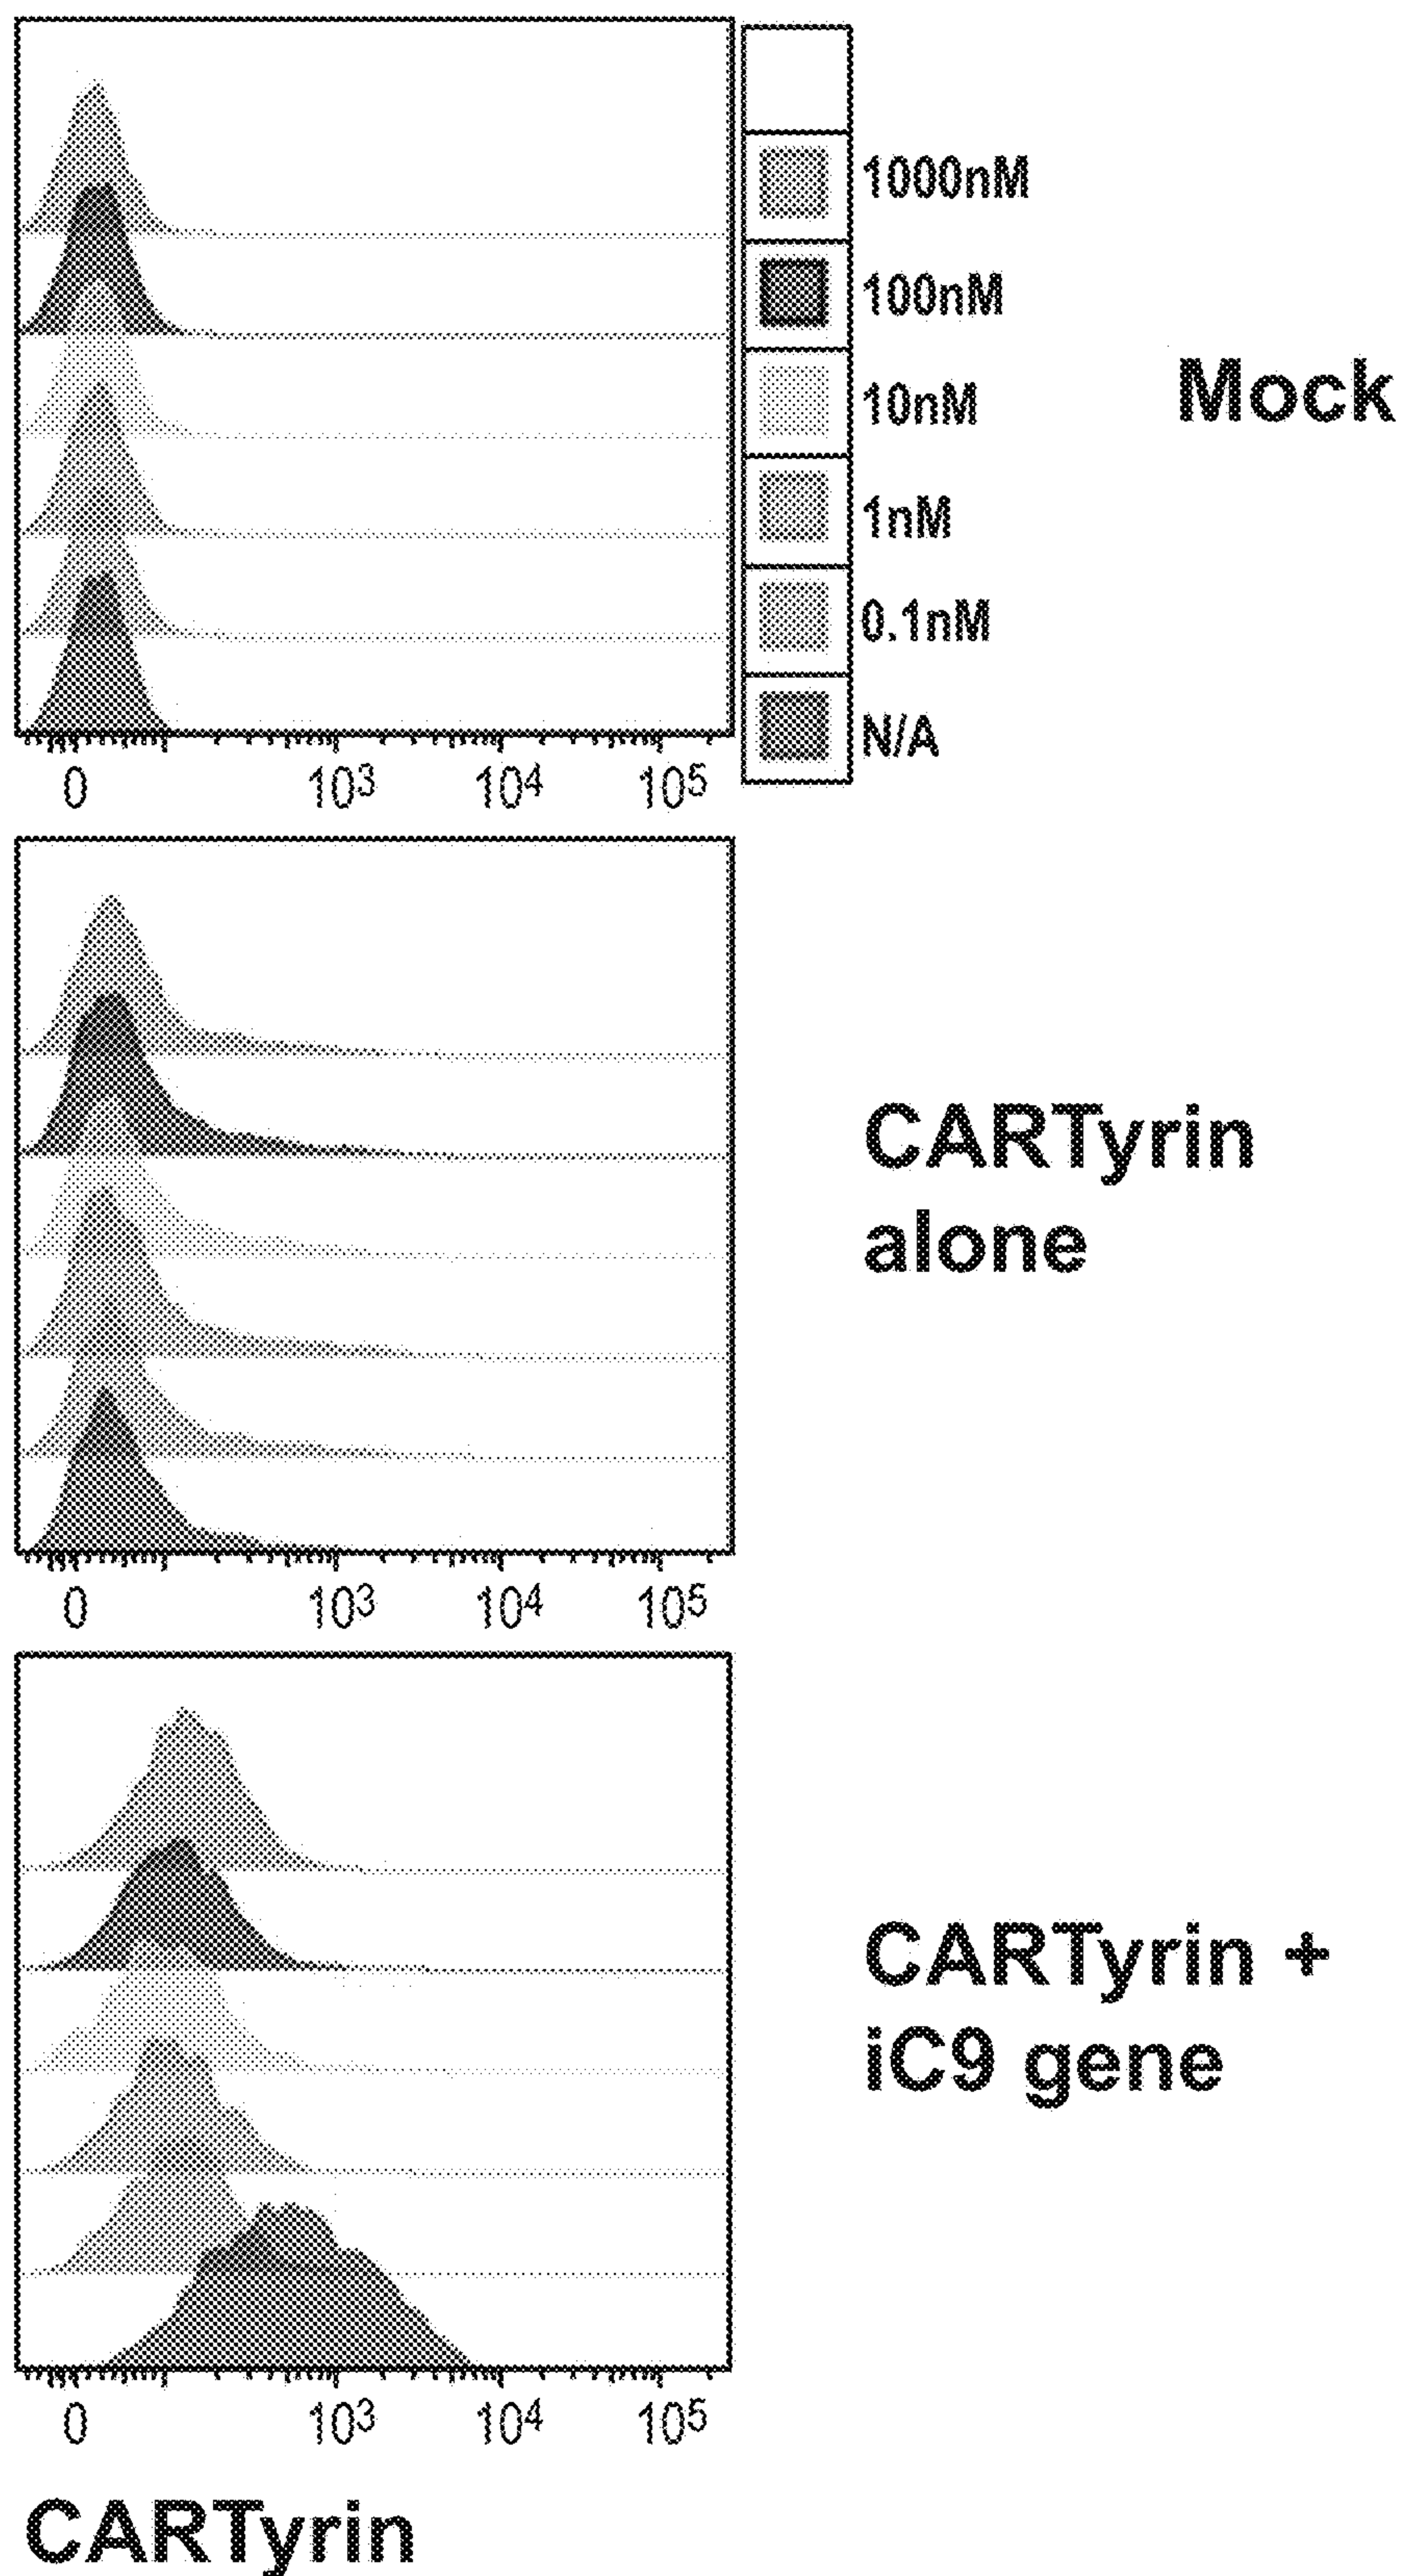 1000nM
100nM
10nM
1nM
0.1nM
N/A
Mock
0 10³ 10⁴ 10⁵
CARTyrin
alone
0 10³ 10⁴ 10⁵
CARTyrin +
iC9 gene
0 10³ 10⁴ 10⁵
CARTyrin